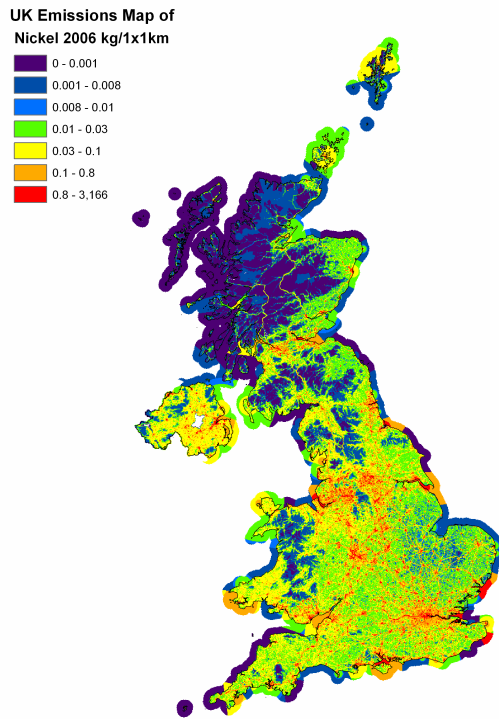 UK Emissions Map of
Nickel 2006 kg/1x1km
0 - 0.001
0.001 - 0.008
0.008 - 0.01
0.01 - 0.03
0.03 - 0.1
0.1 - 0.8
0.8 - 3,166